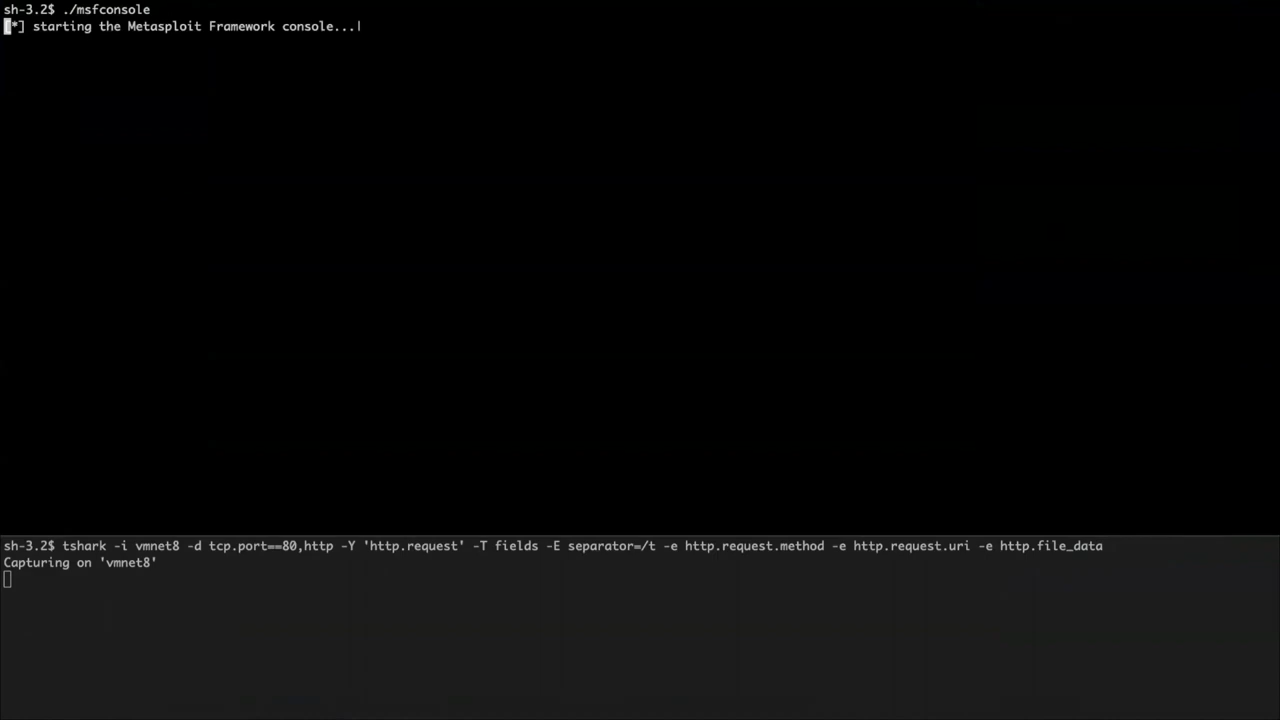 sh-3.2$ ./msfconsole
[*] starting the Metasploit Framework console...|
sh-3.2$ tshark -i vmnet8 -d tcp.port==80,http -Y 'http.request' -T fields -E separator=/t -e http.request.method -e http.request.uri -e http.file_data
Capturing on 'vmnet8'